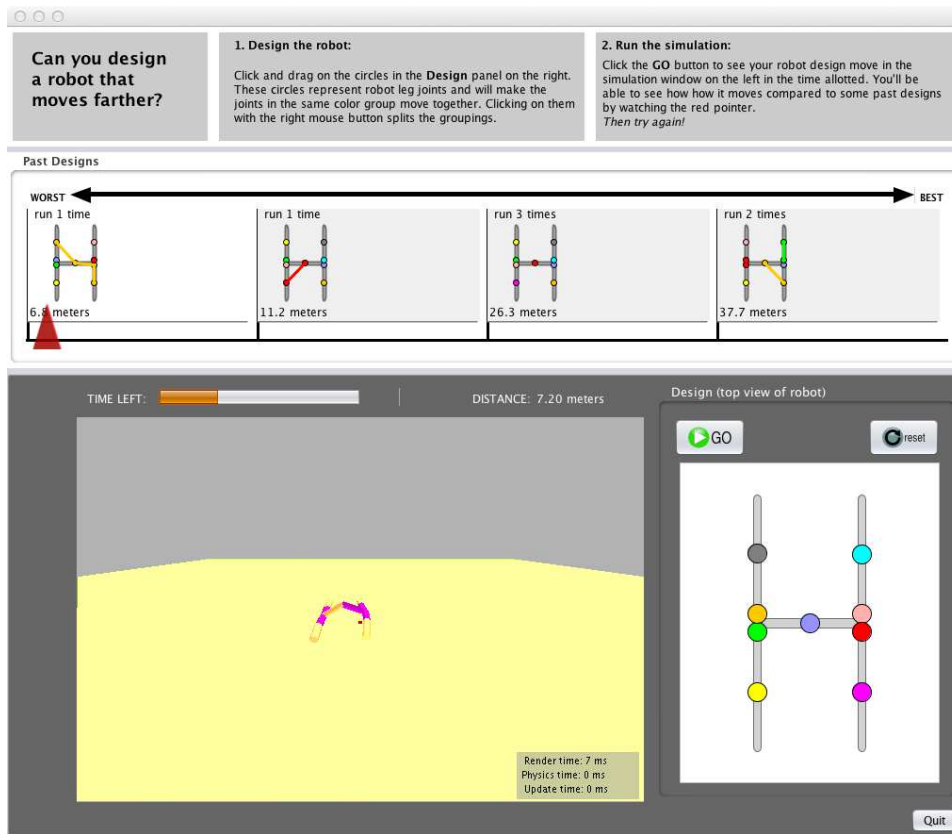 Can you design
a robot that
moves farther?
1. Design the robot:
Click and drag on the circles in the Design panel on the right.
These circles represent robot leg joints and will make the
joints in the same color group move together. Clicking on them
with the right mouse button splits the groupings.
2. Run the simulation:
Click the GO button to see your robot design move in the
simulation window on the left in the time allotted. You'll be
able to see how how it moves compared to some past designs
by watching the red pointer.
Then try again!
Past Designs
WORST
BEST
run 1 time
run 1 time
run 3 times
run 2 times
6.8 meters
11.2 meters
26.3 meters
37.7 meters
TIME LEFT:
DISTANCE: 7.20 meters
Design (top view of robot)
GO
reset
Render time: 7 ms
Physics time: 0 ms
Update time: 0 ms
Quit